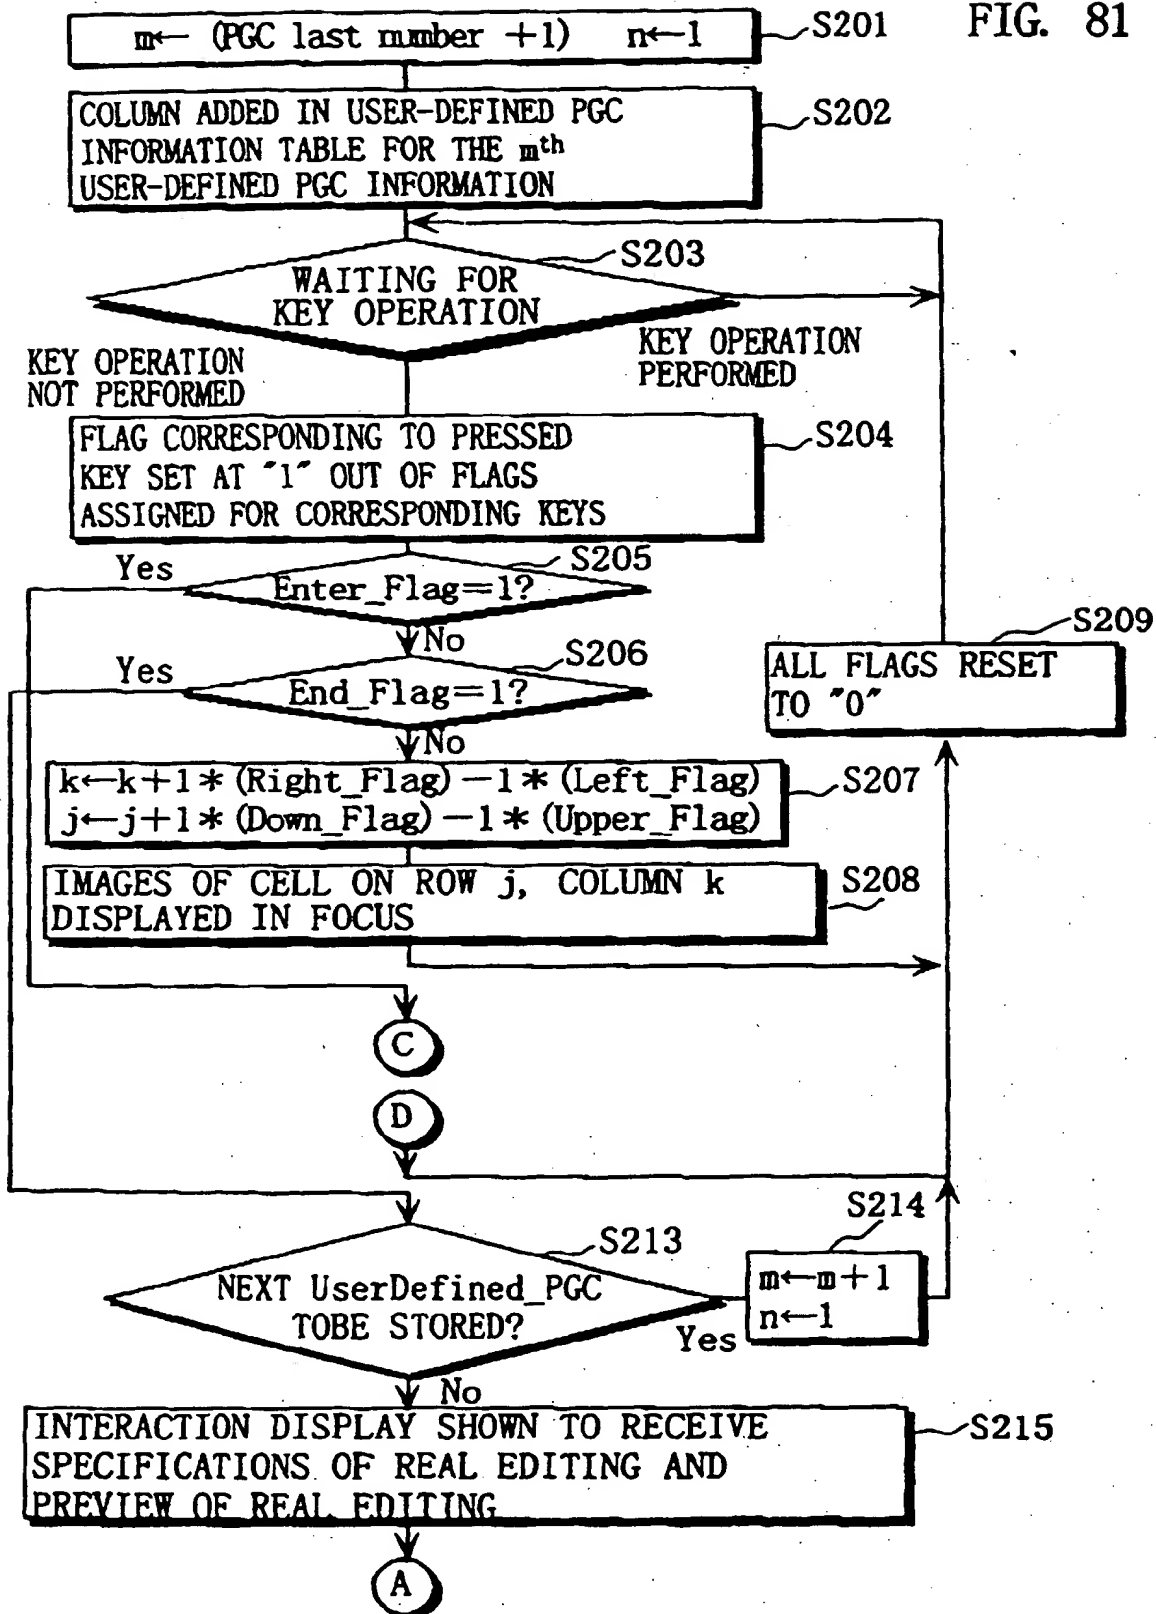 FIG. 81
m← (PGC last number +1)  n←1
S201
COLUMN ADDED IN USER-DEFINED PGC
INFORMATION TABLE FOR THE mth
USER-DEFINED PGC INFORMATION
S202
S203
WAITING FOR
KEY OPERATION
KEY OPERATION
NOT PERFORMED
KEY OPERATION
PERFORMED
FLAG CORRESPONDING TO PRESSED
KEY SET AT "1" OUT OF FLAGS
ASSIGNED FOR CORRESPONDING KEYS
S204
S205
Yes
Enter_Flag=1?
No
S206
Yes
End_Flag=1?
No
S209
ALL FLAGS RESET
TO "0"
k←k+1* (Right_Flag) -1* (Left_Flag)
j←j+1* (Down_Flag) -1* (Upper_Flag)
S207
IMAGES OF CELL ON ROW j, COLUMN k
DISPLAYED IN FOCUS
S208
C
D
S213
NEXT UserDefined_PGC
TOBE STORED?
Yes
S214
m←m+1
n←1
No
INTERACTION DISPLAY SHOWN TO RECEIVE
SPECIFICATIONS OF REAL EDITING AND
PREVIEW OF REAL EDITING
S215
A